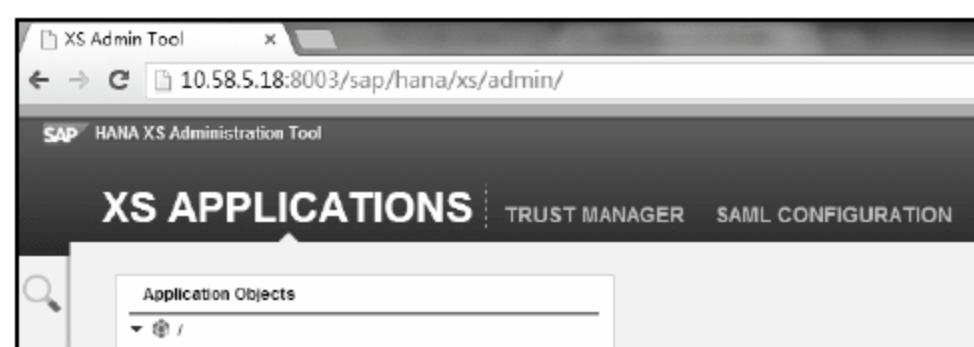 XS Admin Tool ×
10.58.5.18:8003/sap/hana/xs/admin/
SAP HANA XS Administration Tool
XS APPLICATIONS TRUST MANAGER SAML CONFIGURATION
Application Objects
/